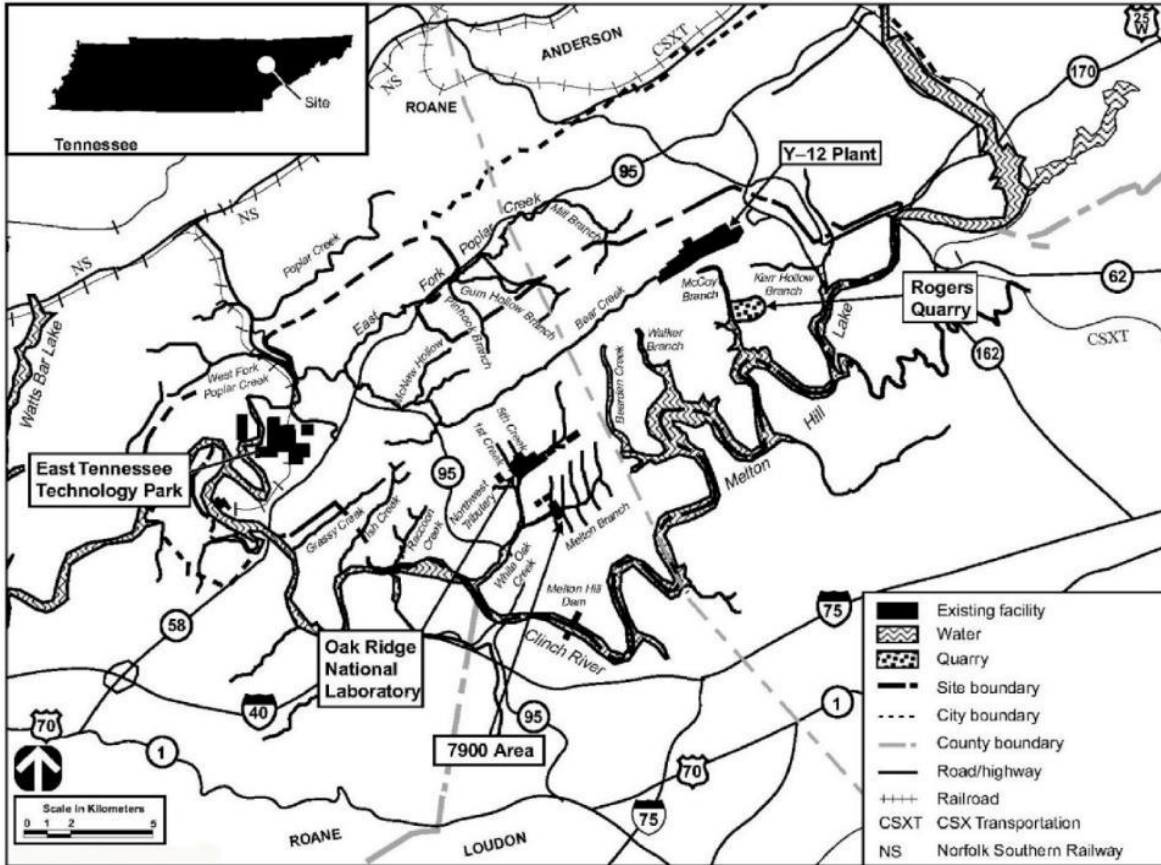 Site
Tennessee
ANDERSON
CSXT
NS
ROANE
25
W
170
Y–12 Plant
95
NS
Poplar Creek
East Fork Poplar Creek
Mill Branch
Gum Hollow Branch
Pinhook Branch
McNew Hollow
Bear Creek
McCoy
Branch
Kerr Hollow
Branch
Rogers
Quarry
62
CSXT
162
Watts Bar Lake
West Fork
Poplar Creek
Walker
Branch
Bearden Creek
Melton Hill Lake
East Tennessee
Technology Park
95
1st Creek
5th Creek
Northwest
Tributary
Grassy Creek
Ish Creek
Raccoon
Creek
White Oak
Creek
Melton Branch
Melton Hill
Dam
Clinch River
58
Oak Ridge
National
Laboratory
7900 Area
40
70
1
95
75
1
70
75
ROANE
LOUDON
Scale in Kilometers
0 1 2 5
Existing facility
Water
Quarry
Site boundary
City boundary
County boundary
Road/highway
Railroad
CSXT CSX Transportation
NS Norfolk Southern Railway